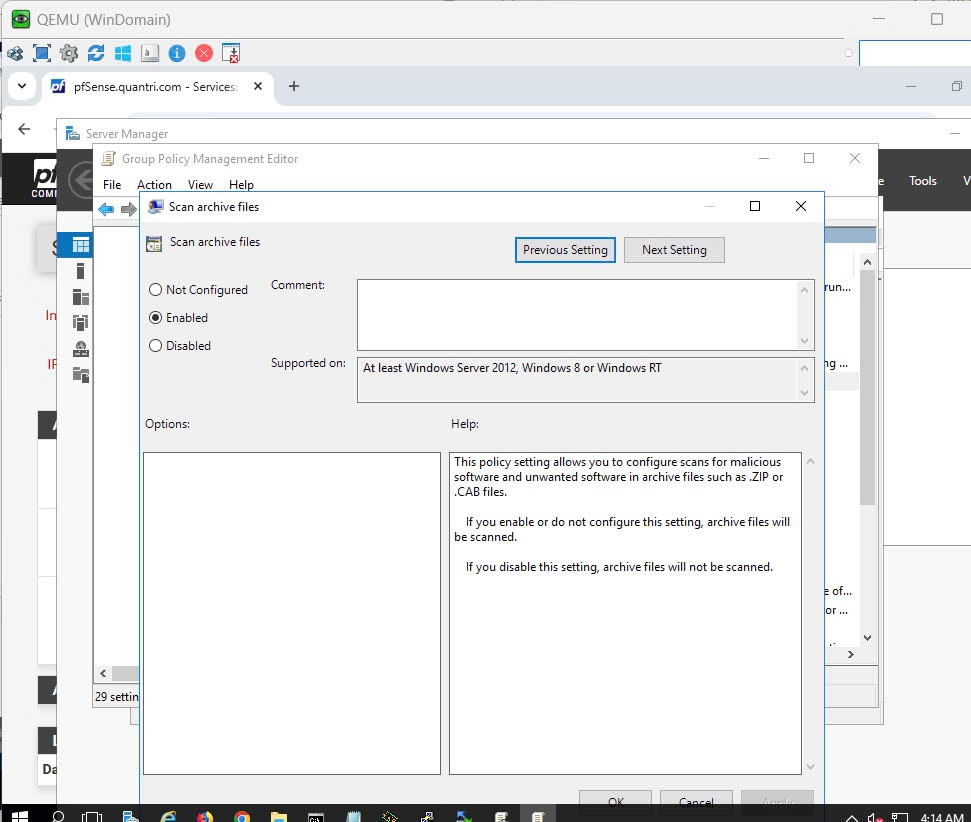 QEMU (WinDomain)
pfSense.quantri.com - Services:
Server Manager
Group Policy Management Editor
File Action View Help
Tools
Scan archive files
Scan archive files
Previous Setting
Next Setting
Not Configured
Enabled
Disabled
Comment:
Supported on:
At least Windows Server 2012, Windows 8 or Windows RT
Options:
Help:
This policy setting allows you to configure scans for malicious
software and unwanted software in archive files such as .ZIP or
.CAB files.
If you enable or do not configure this setting, archive files will
be scanned.
If you disable this setting, archive files will not be scanned.
run...
ng ...
e of...
or ...
29 settin
OK
Cancel
Apply
4:14 AM